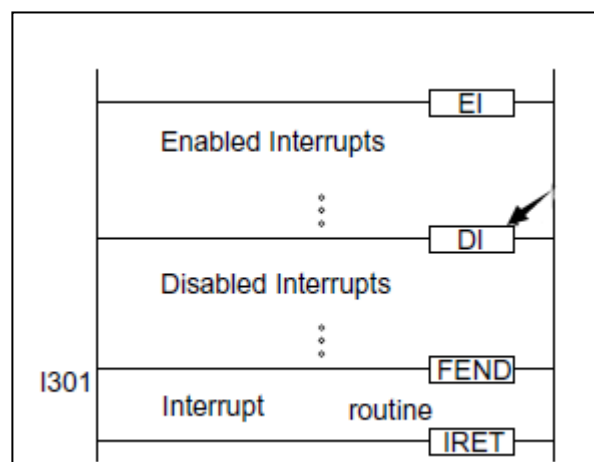 EI
Enabled Interrupts
DI
Disabled Interrupts
FEND
I301
Interrupt routine
IRET